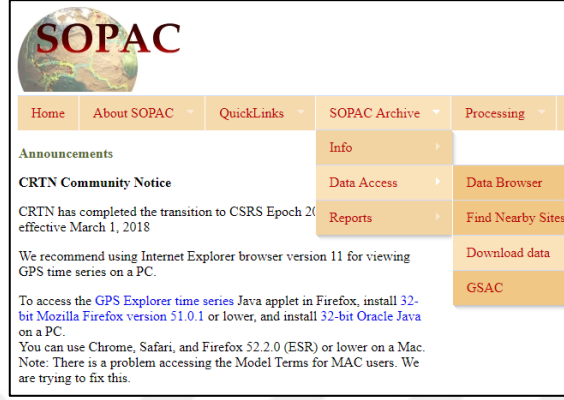 SOPAC
Home About SOPAC QuickLinks SOPAC Archive Processing
Announcements
Info
CRTN Community Notice
Data Access
Data Browser
CRTN has completed the transition to CSRS Epoch 20
effective March 1, 2018
Reports
Find Nearby Sites
We recommend using Internet Explorer browser version 11 for viewing
GPS time series on a PC.
Download data
GSAC
To access the GPS Explorer time series Java applet in Firefox, install 32-
bit Mozilla Firefox version 51.0.1 or lower, and install 32-bit Oracle Java
on a PC.
You can use Chrome, Safari, and Firefox 52.2.0 (ESR) or lower on a Mac.
Note: There is a problem accessing the Model Terms for MAC users. We
are trying to fix this.